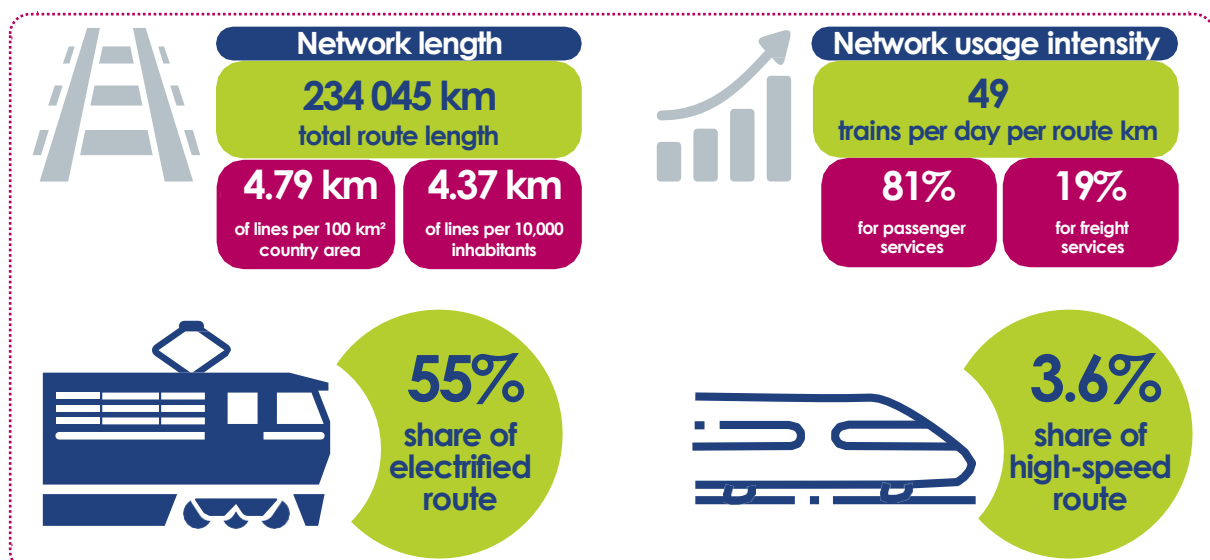 Network length
234 045 km
total route length
4.79 km
of lines per 100 km²
country area
4.37 km
of lines per 10,000
inhabitants
Network usage intensity
49
trains per day per route km
81%
for passenger
services
19%
for freight
services
55%
share of
electrified
route
3.6%
share of
high-speed
route